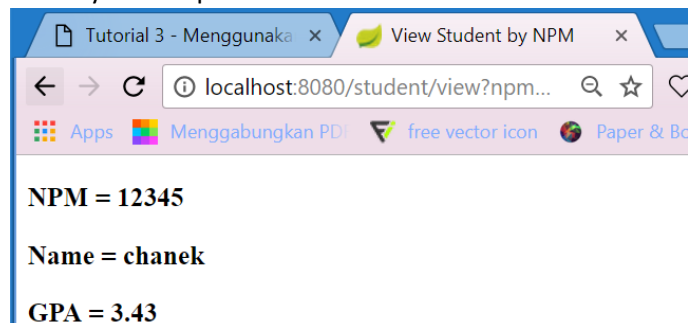 Tutorial 3 - Menggunaka
View Student by NPM
localhost:8080/student/view?npm...
Apps
Menggabungkan PD
free vector icon
Paper & Bo
NPM = 12345
Name = chanek
GPA = 3.43